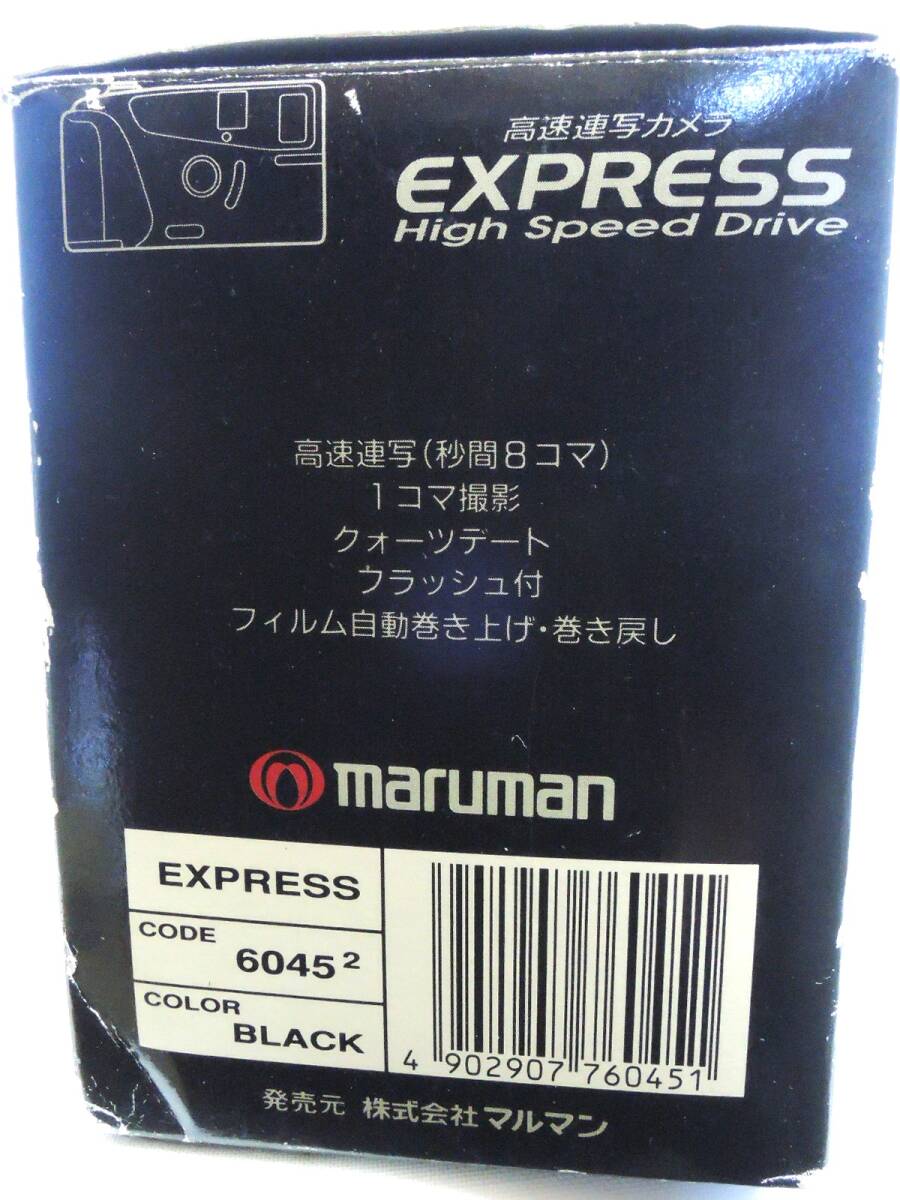 高速連写カメラ
EXPRESS
High Speed Drive
高速連写(秒間8コマ)
1コマ撮影
クォーツデート
フラッシュ付
フィルム自動巻き上げ・巻き戻し
maruman
EXPRESS
CODE
6045 2
COLOR
BLACK
4 902907 760451
発売元 株式会社マルマン